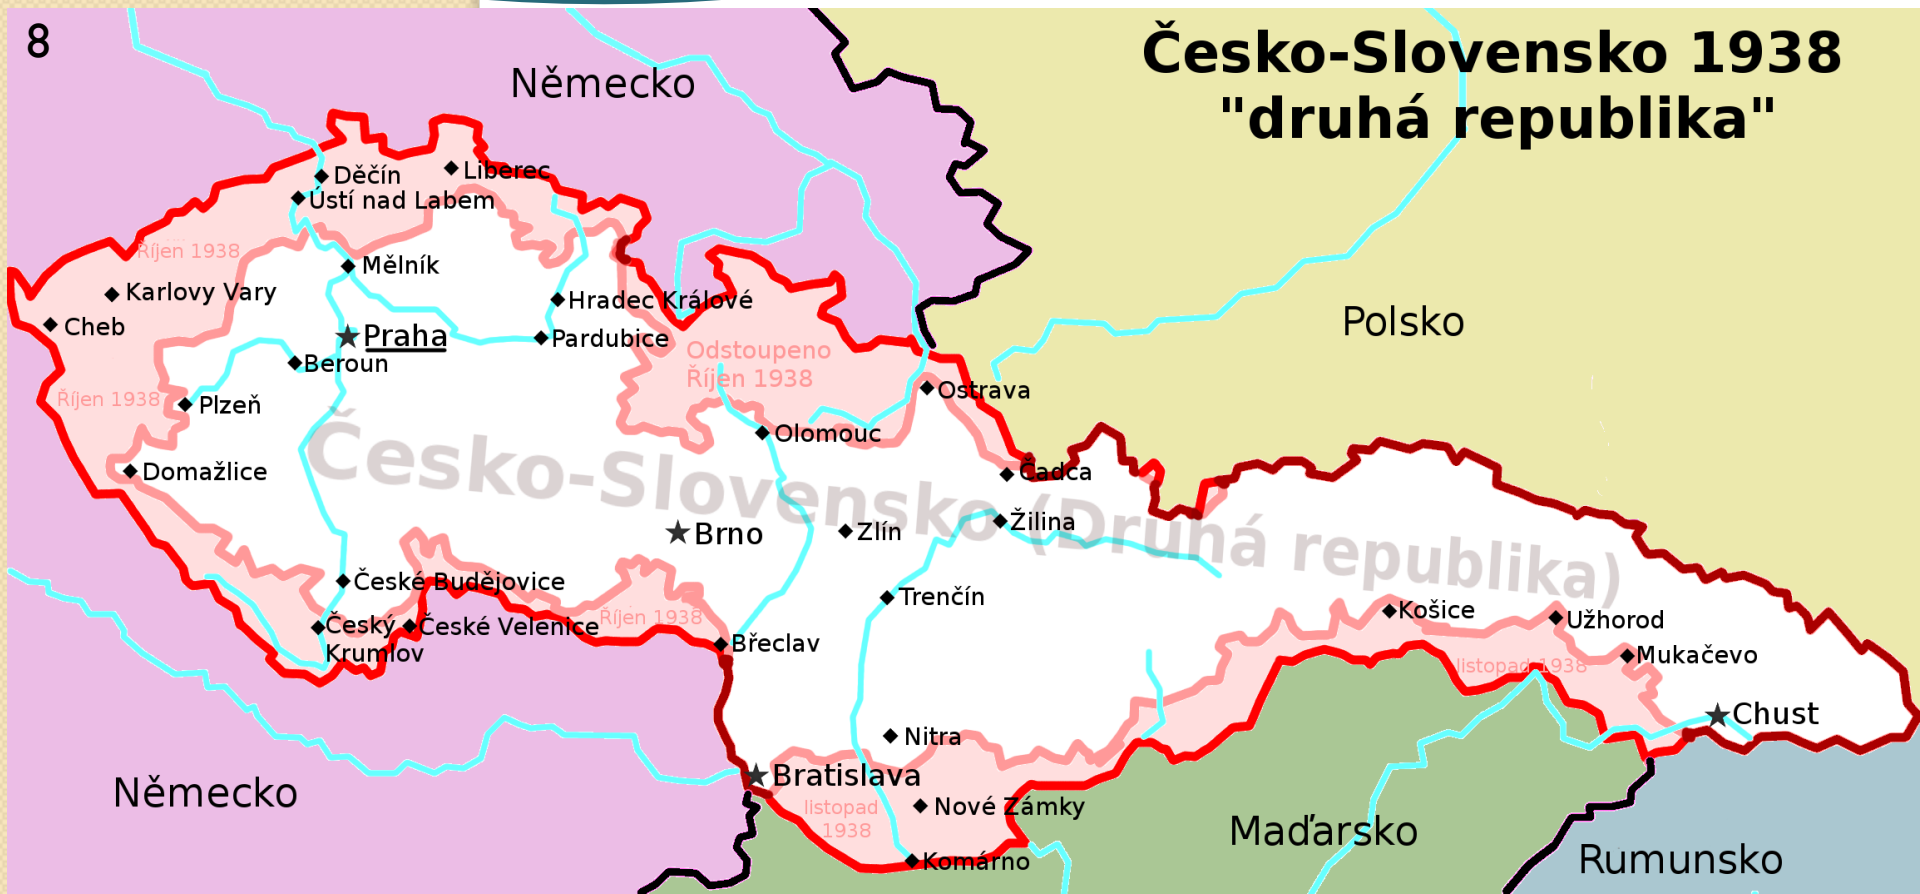 8
Česko-Slovensko 1938
"druhá republika"
Německo
Děčín
Liberec
Ústí nad Labem
Říjen 1938
Mělník
Karlovy Vary
Hradec Králové
Cheb
Praha
Pardubice
Polsko
Beroun
Odstoupeno
Říjen 1938
Říjen 1938
Plzeň
Ostrava
Olomouc
Česko-Slovensko (Druhá republika)
Domažlice
Čadca
Brno
Zlín
Žilina
České Budějovice
Trenčín
Říjen 1938
Košice
Užhorod
Český
Krumlov
České Velenice
Břeclav
Mukačevo
listopad 1938
Chust
Nitra
Bratislava
Německo
listopad
1938
Nové Zámky
Maďarsko
Komárno
Rumunsko